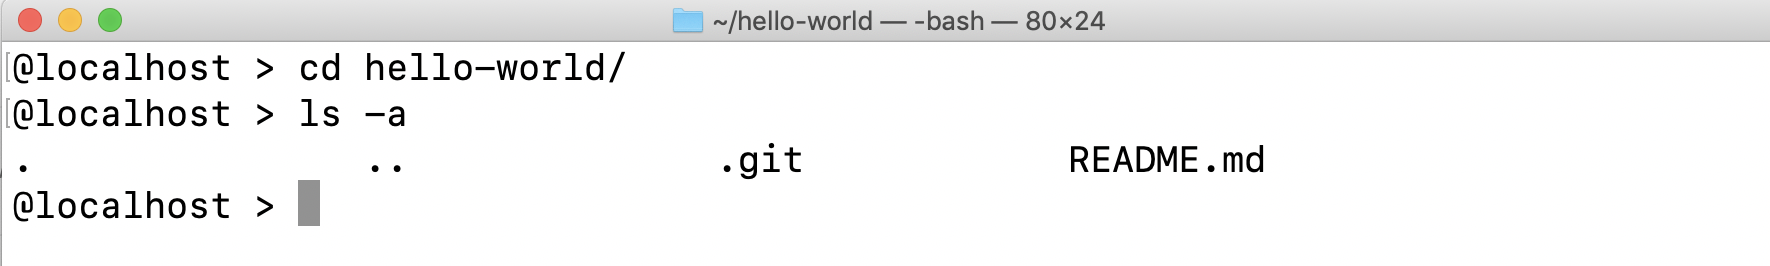 ~/hello-world — -bash — 80×24
[@localhost > cd hello-world/
[@localhost > ls -a
. .. .git README.md
@localhost >